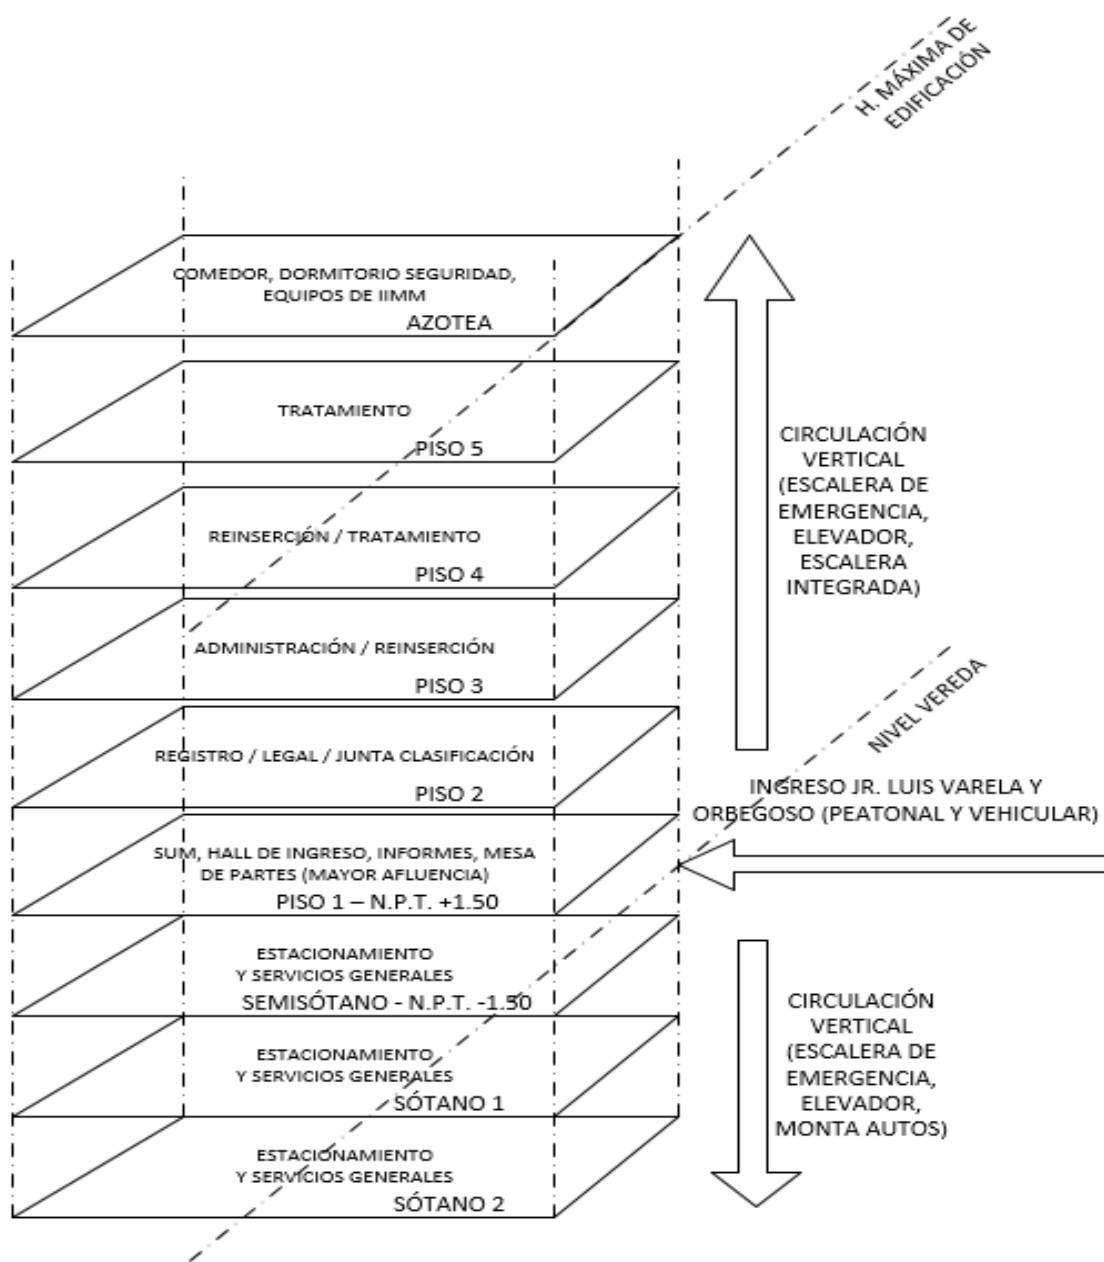 H. MÁXIMA DE
EDIFICACIÓN
COMEDOR, DORMITORIO SEGURIDAD,
EQUIPOS DE IIMM
AZOTEA
TRATAMIENTO
PISO 5
REINSERCIÓN / TRATAMIENTO
PISO 4
ADMINISTRACIÓN / REINSERCIÓN
PISO 3
REGISTRO / LEGAL / JUNTA CLASIFICACIÓN
PISO 2
SUM, HALL DE INGRESO, INFORMES, MESA
DE PARTES (MAYOR AFLUENCIA)
PISO 1 – N.P.T. +1.50
ESTACIONAMIENTO
Y SERVICIOS GENERALES
SEMISÓTANO - N.P.T. -1.50
ESTACIONAMIENTO
Y SERVICIOS GENERALES
SÓTANO 1
ESTACIONAMIENTO
Y SERVICIOS GENERALES
SÓTANO 2
CIRCULACIÓN
VERTICAL
(ESCALERA DE
EMERGENCIA,
ELEVADOR,
ESCALERA
INTEGRADA)
NIVEL VEREDA
INGRESO JR. LUIS VARELA Y
ORBEGOSO (PEATONAL Y VEHICULAR)
CIRCULACIÓN
VERTICAL
(ESCALERA DE
EMERGENCIA,
ELEVADOR,
MONTA AUTOS)